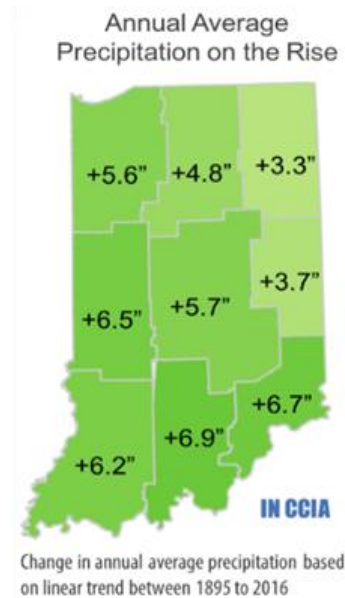 Annual Average
Precipitation on the Rise
+5.6” +4.8” +3.3”
+3.7”
+6.5” +5.7”
+6.7”
+6.9”
+6.2”
IN CCIA
Change in annual average precipitation based
on linear trend between 1895 to 2016